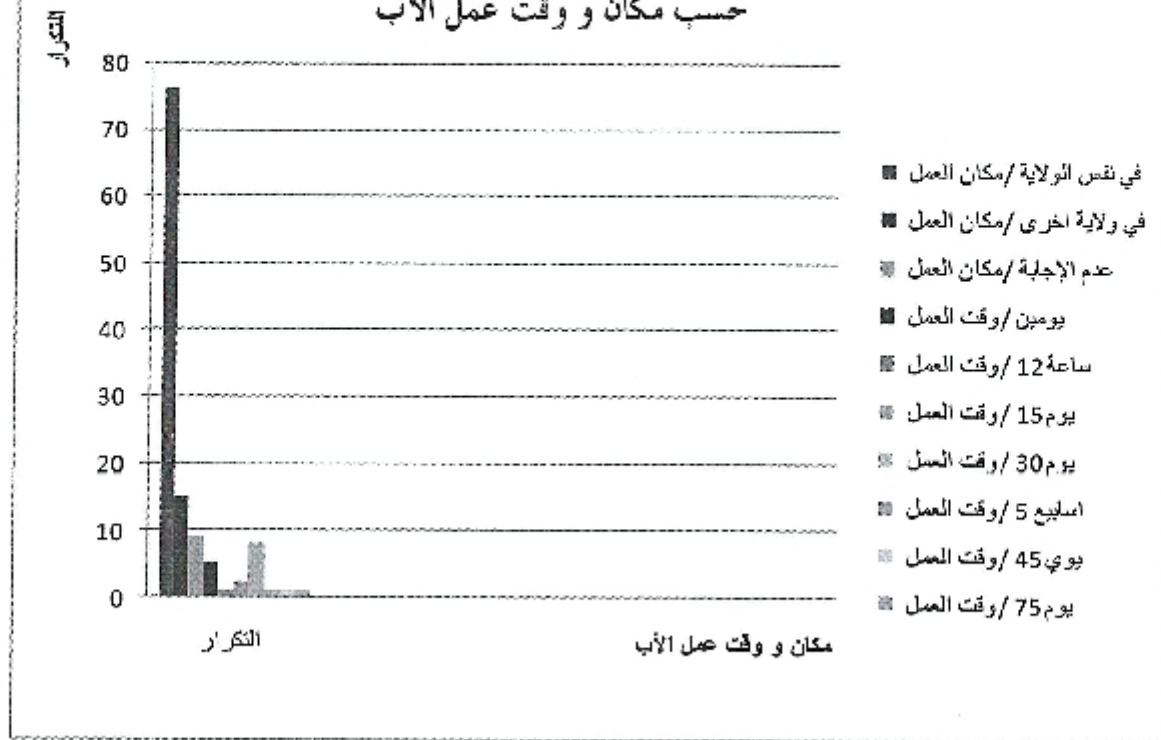 حسب مكان و وقت عمل الأب
التكرار
80
70
60
50
40
30
20
10
0
التكرار
مكان و وقت عمل الأب
في نفس الولاية /مكان العمل
في ولاية اخرى /مكان العمل
عدم الإجابة /مكان العمل
يومين /وقت العمل
ساعة12 /وقت العمل
يوم15 /وقت العمل
يوم30 /وقت العمل
اسابيع 5 /وقت العمل
يوي45 /وقت العمل
يوم75 /وقت العمل